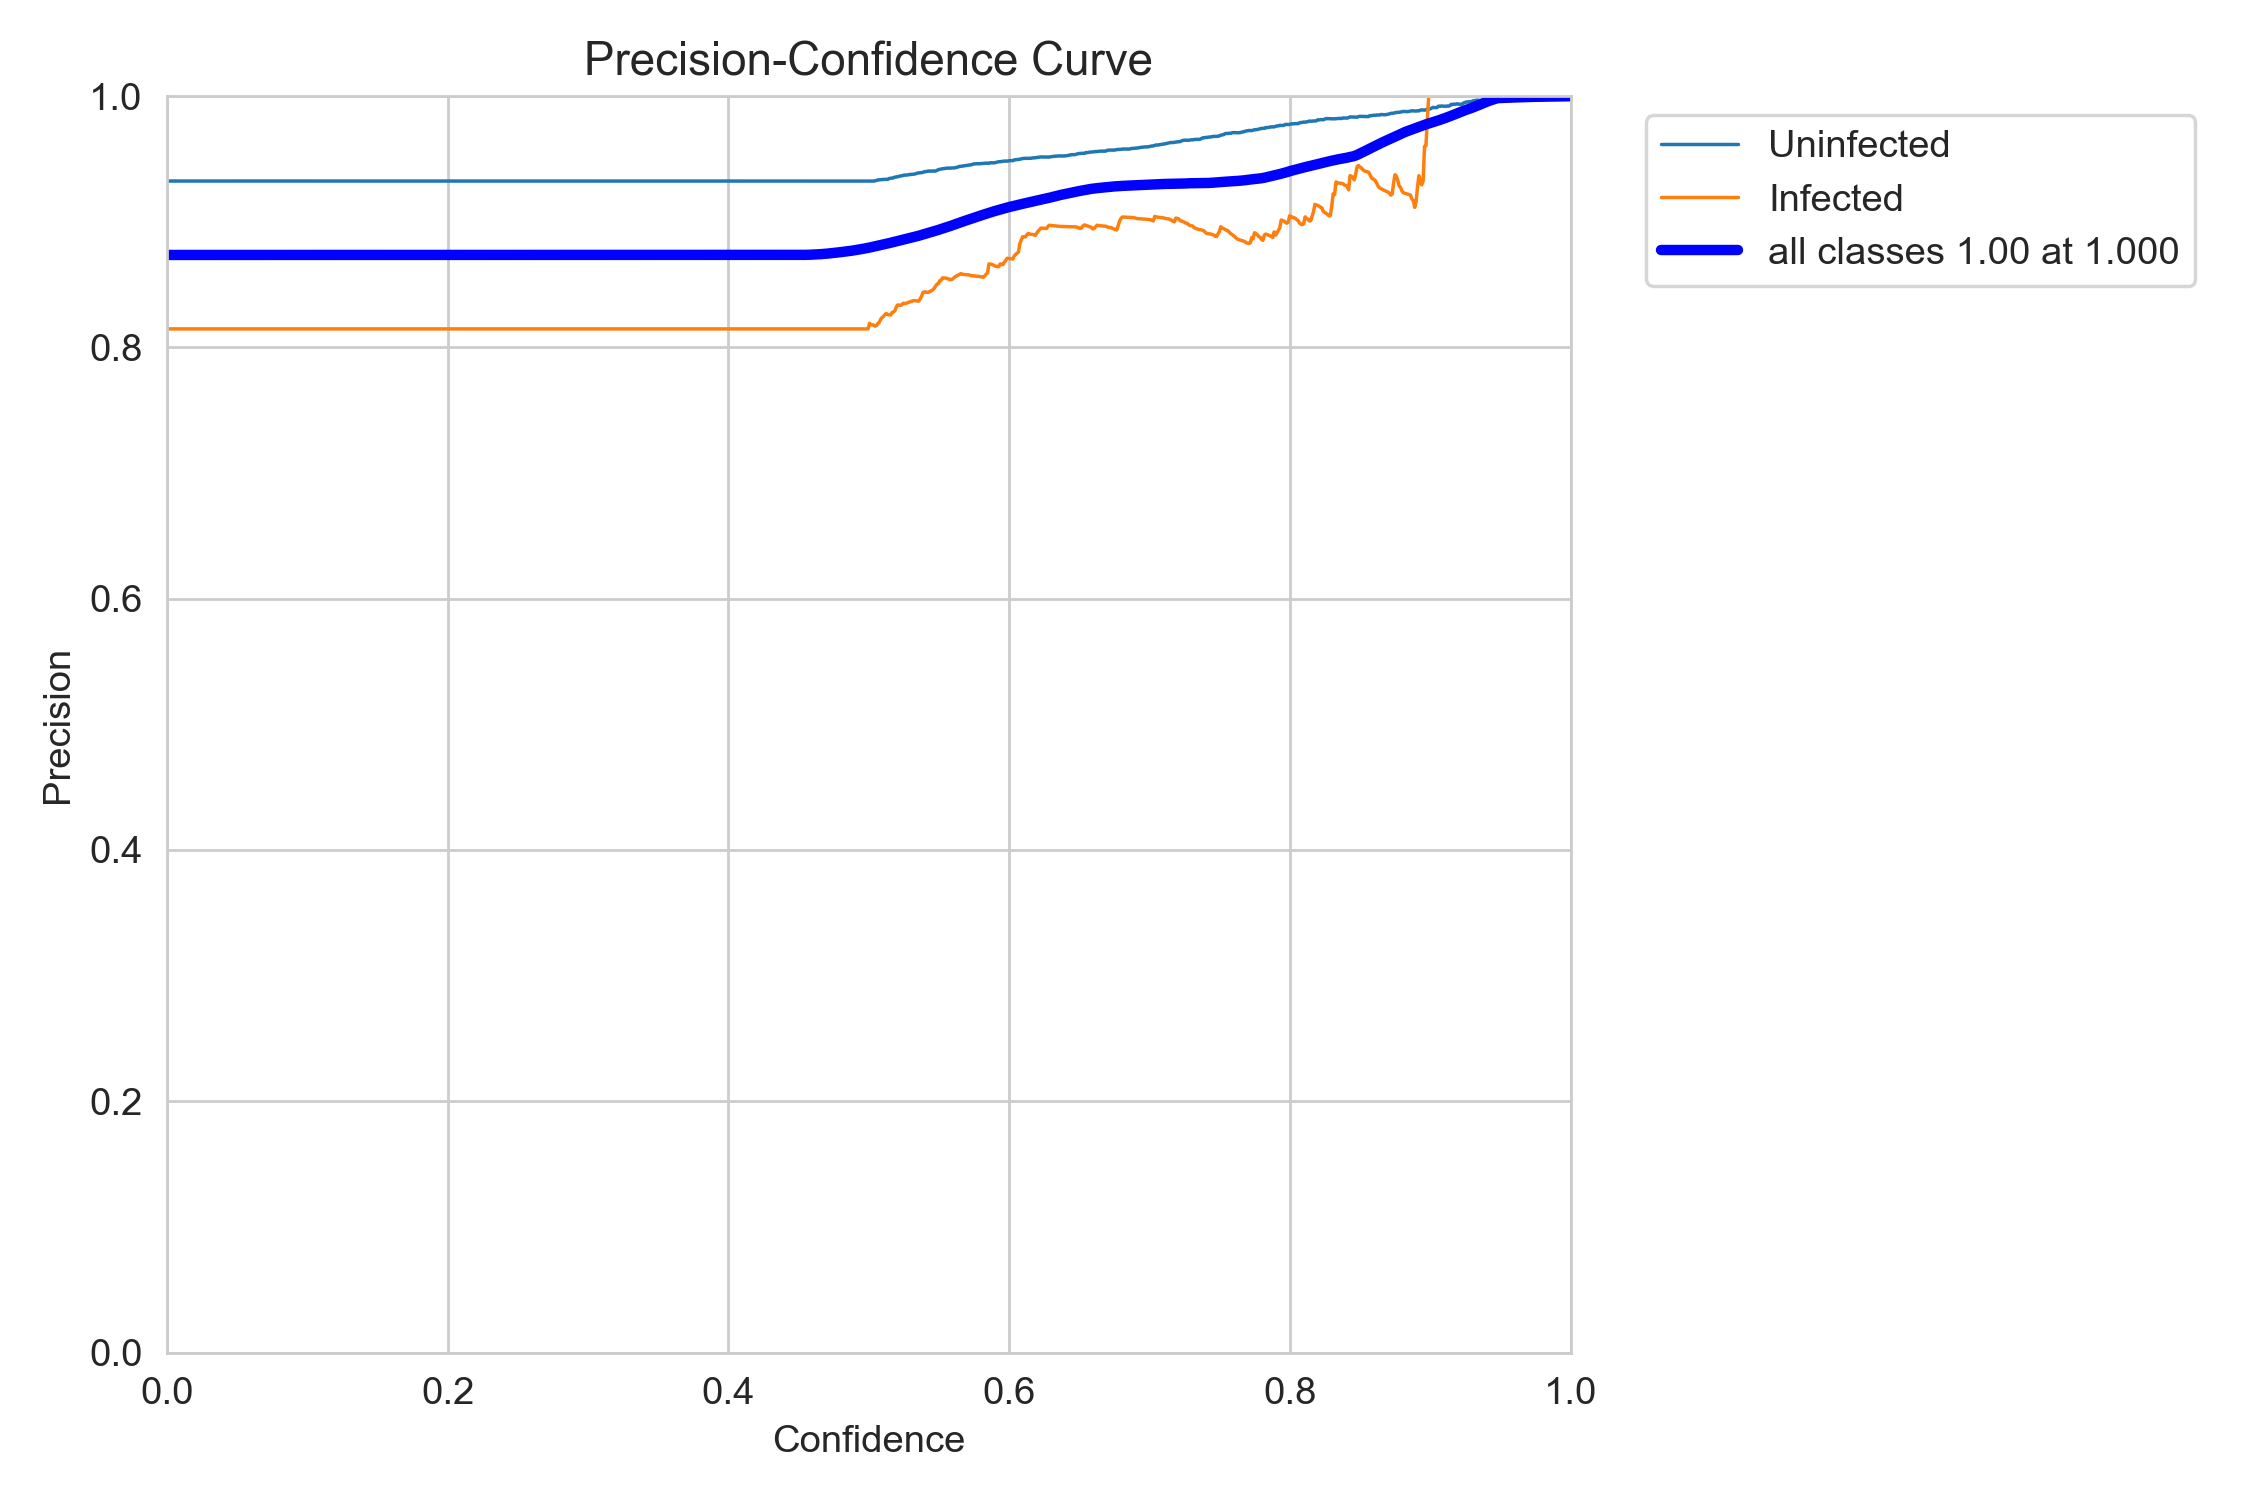 Precision-Confidence Curve
1.0
0.8
0.6
0.4
0.2
0.0
Precision
0.0 0.2 0.4 0.6 0.8 1.0
Confidence
Uninfected
Infected
all classes 1.00 at 1.000